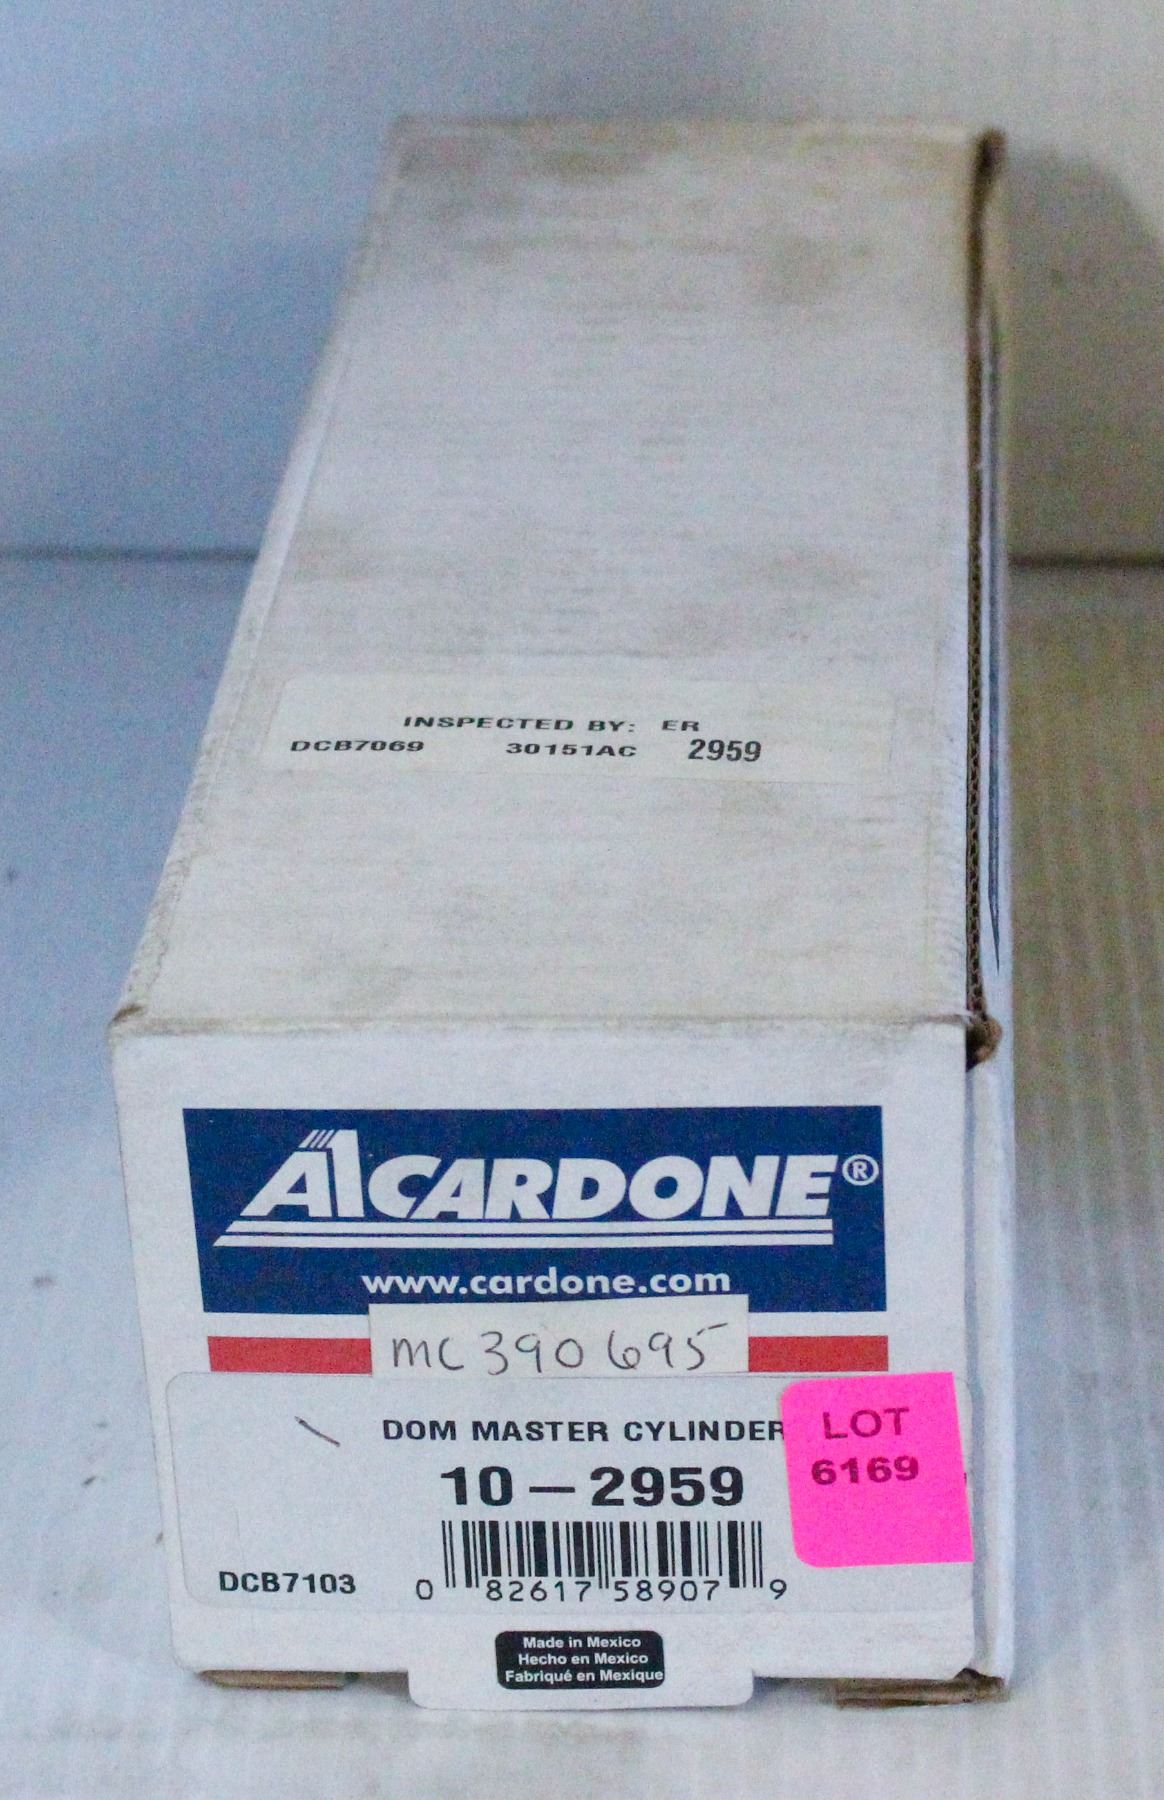 INSPECTED BY: ER
DCB7069 30151AC 2959
A1CARDONE®
www.cardone.com
MC390695
DOM MASTER CYLINDER
10-2959
LOT
6169
DCB7103
0 82617 58907 9
Made in Mexico
Hecho en Mexico
Fabriqué en Mexique